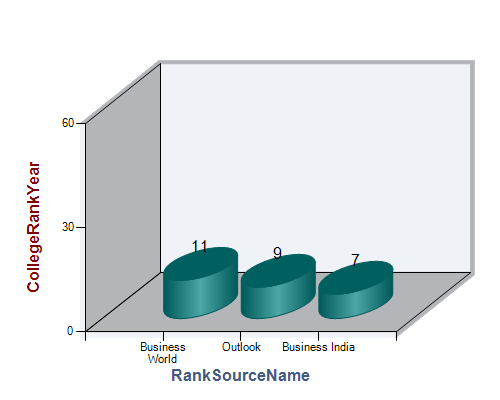 60
30
0
CollegeRankYear
11
9
7
Business
World
Outlook
Business India
RankSourceName